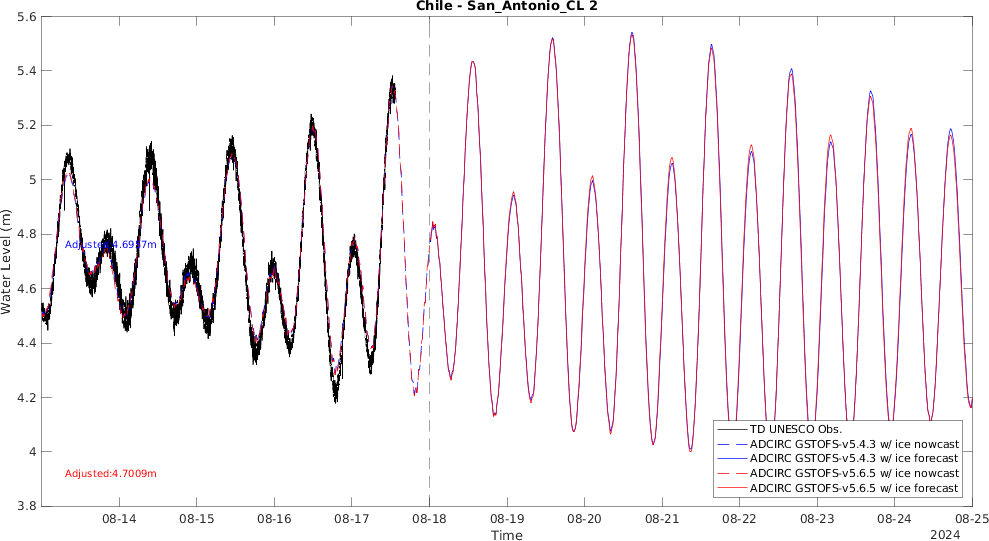 Chile - San_Antonio_CL 2
Water Level (m)
5.6
5.4
5.2
5
4.8
4.6
4.4
4.2
4
3.8
Adjusted:4.6987m
Adjusted:4.7009m
TD UNESCO Obs.
ADCIRC GSTOFS-v5.4.3 w/ ice nowcast
ADCIRC GSTOFS-v5.4.3 w/ ice forecast
ADCIRC GSTOFS-v5.6.5 w/ ice nowcast
ADCIRC GSTOFS-v5.6.5 w/ ice forecast
08-14 08-15 08-16 08-17 08-18 08-19 08-20 08-21 08-22 08-23 08-24 08-25
Time
2024